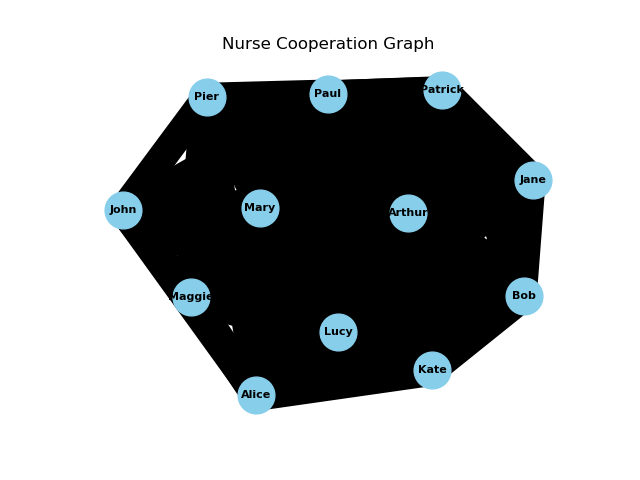 Nurse Cooperation Graph
Pier
Paul
Patrick
Jane
John
Mary
Arthur
Maggie
Bob
Lucy
Kate
Alice